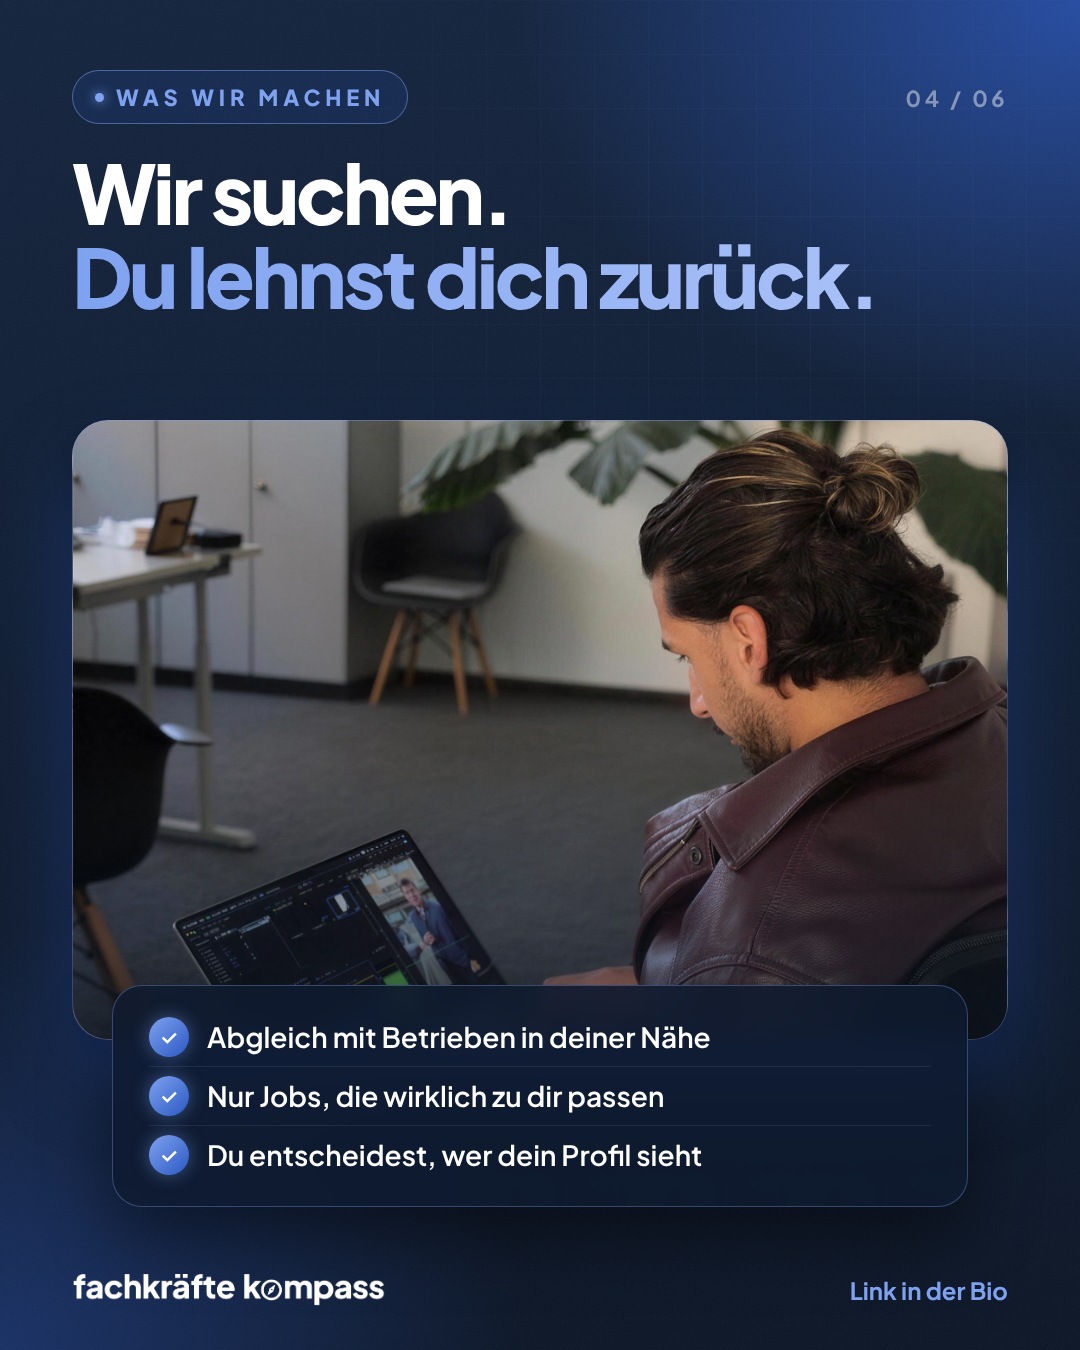 WAS WIR MACHEN
04 / 06
Wir suchen.
Du lehnst dich zurück.
Abgleich mit Betrieben in deiner Nähe
Nur Jobs, die wirklich zu dir passen
Du entscheidest, wer dein Profil sieht
fachkräfte kompass
Link in der Bio